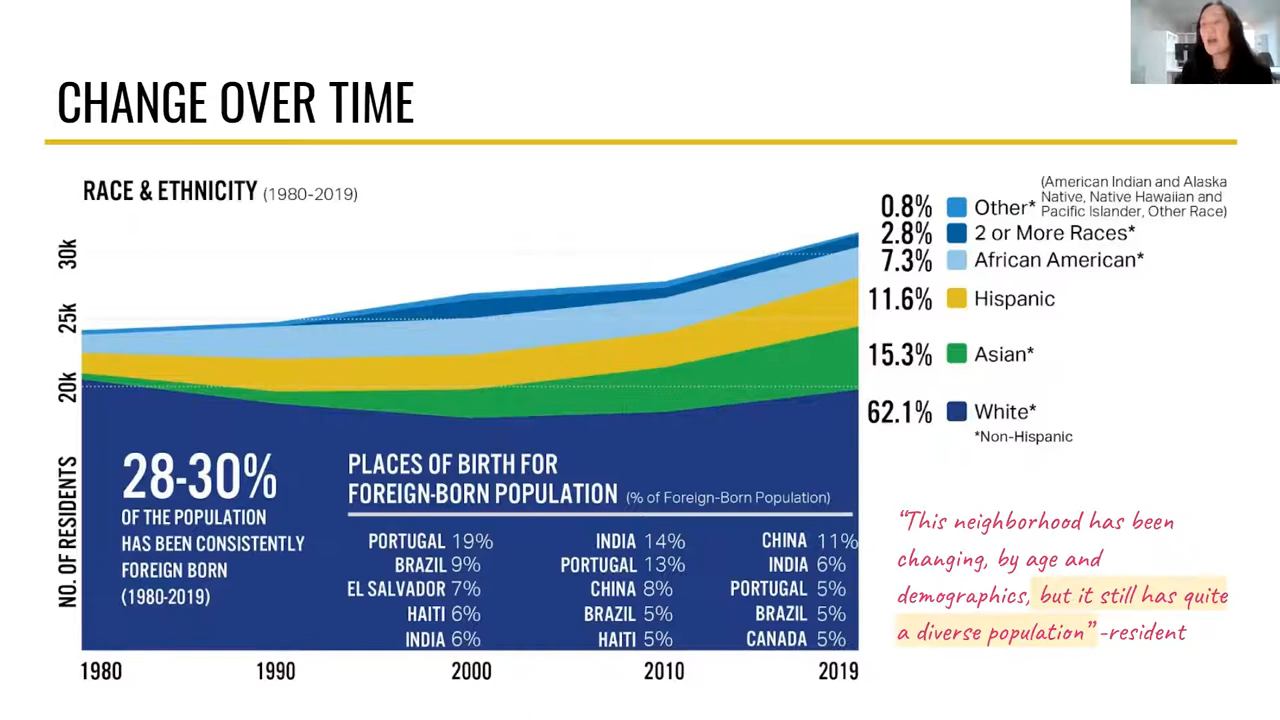 CHANGE OVER TIME
RACE & ETHNICITY (1980-2019)
30k
25k
20k
NO. OF RESIDENTS
0.8% Other* (American Indian and Alaska
Native, Native Hawaiian and
Pacific Islander, Other Race)
2.8% 2 or More Races*
7.3% African American*
11.6% Hispanic
15.3% Asian*
62.1% White*
*Non-Hispanic
28-30%
OF THE POPULATION
HAS BEEN CONSISTENTLY
FOREIGN BORN
(1980-2019)
PLACES OF BIRTH FOR
FOREIGN-BORN POPULATION (% of Foreign-Born Population)
PORTUGAL 19% INDIA 14% CHINA 11%
BRAZIL 9% PORTUGAL 13% INDIA 6%
EL SALVADOR 7% CHINA 8% PORTUGAL 5%
HAITI 6% BRAZIL 5% BRAZIL 5%
INDIA 6% HAITI 5% CANADA 5%
1980 1990 2000 2010 2019
“This neighborhood has been
changing, by age and
demographics, but it still has quite
a diverse population” -resident